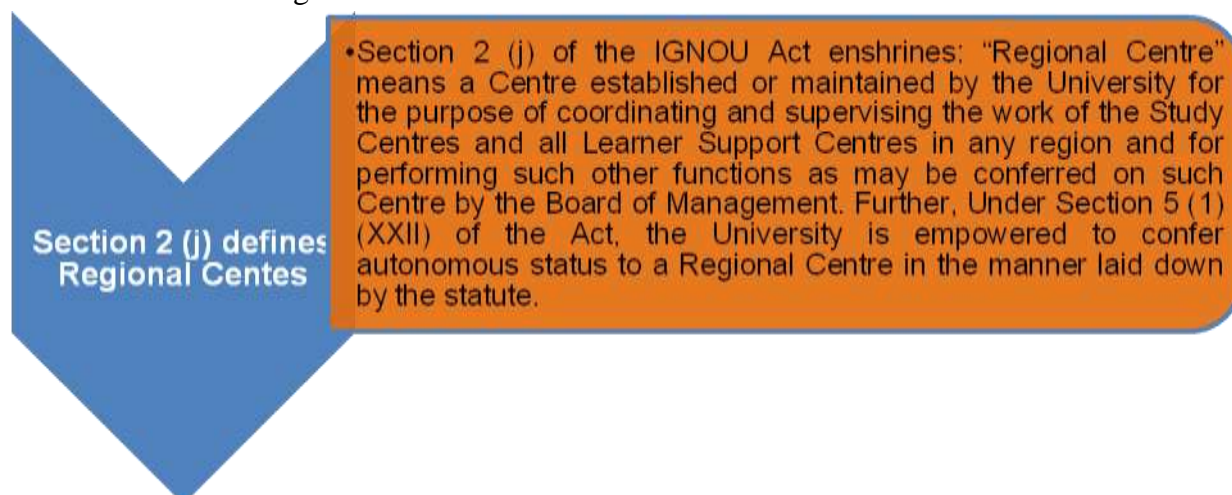 Section 2 (j) defines
Regional Centes
•Section 2 (j) of the IGNOU Act enshrines: “Regional Centre”
means a Centre established or maintained by the University for
the purpose of coordinating and supervising the work of the Study
Centres and all Learner Support Centres in any region and for
performing such other functions as may be conferred on such
Centre by the Board of Management. Further, Under Section 5 (1)
(XXII) of the Act, the University is empowered to confer
autonomous status to a Regional Centre in the manner laid down
by the statute.